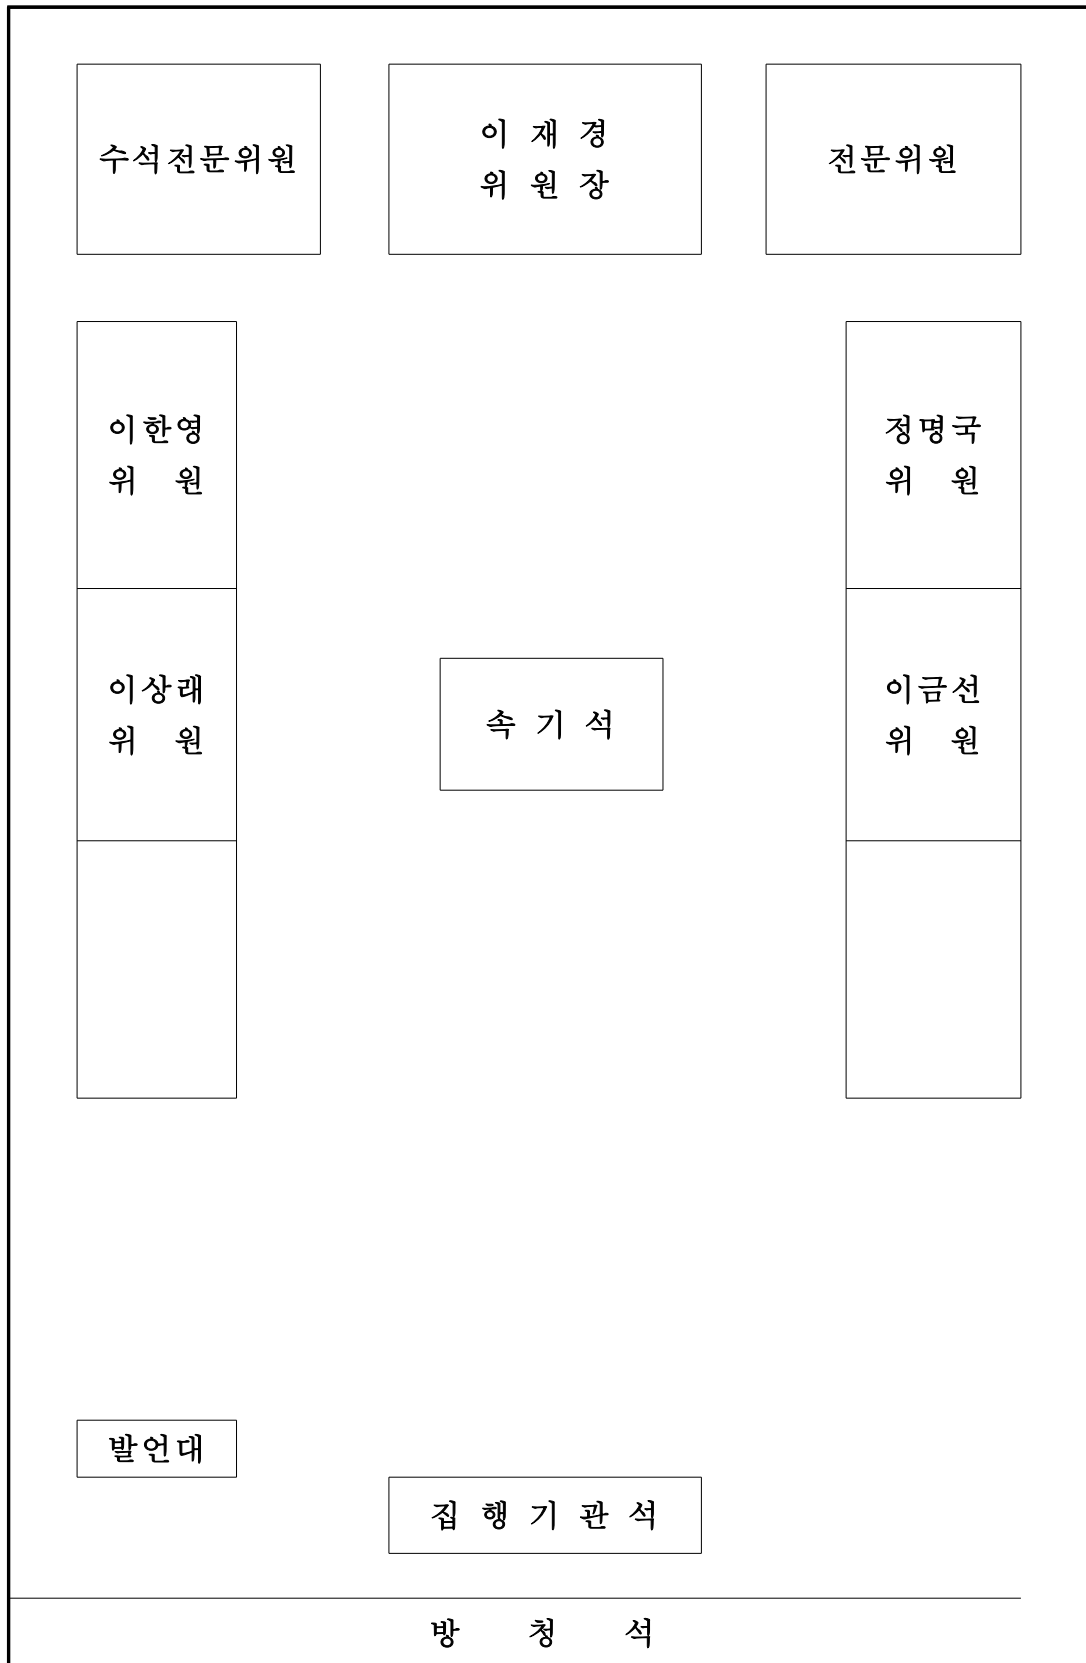 수석전문위원
이 재 경
위 원 장
전문위원
이한영
위 원
정명국
위 원
이상래
위 원
속 기 석
이금선
위 원
발언대
집 행 기 관 석
방 청 석